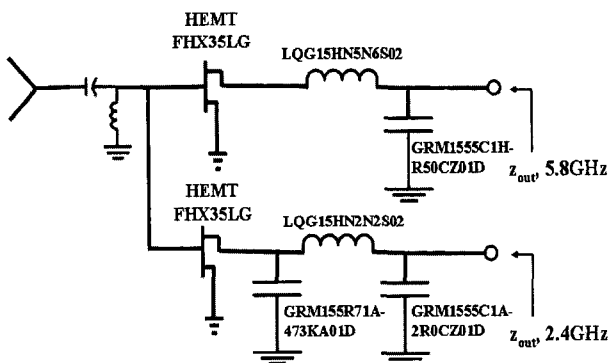 HEMT
FHX35LG
LQG15HN5N6S02
GRM1555C1H-
R50CZ01D
z_out, 5.8GHz
HEMT
FHX35LG
LQG15HN2N2S02
GRM155R71A-
473KA01D
GRM1555C1A-
2R0CZ01D
z_out, 2.4GHz